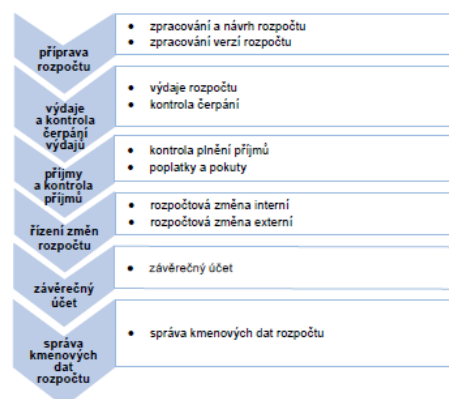 příprava
rozpočtu
• zpracování a návrh rozpočtu
• zpracování verzí rozpočtu
výdaje
a kontrola
čerpání
výdajů
• výdaje rozpočtu
• kontrola čerpání
příjmy
a kontrola
příjmů
• kontrola plnění příjmů
• poplatky a pokuty
řízení změn
rozpočtu
• rozpočtová změna interní
• rozpočtová změna externí
závěrečný
účet
• závěrečný účet
správa
kmenových
dat
rozpočtu
• správa kmenových dat rozpočtu